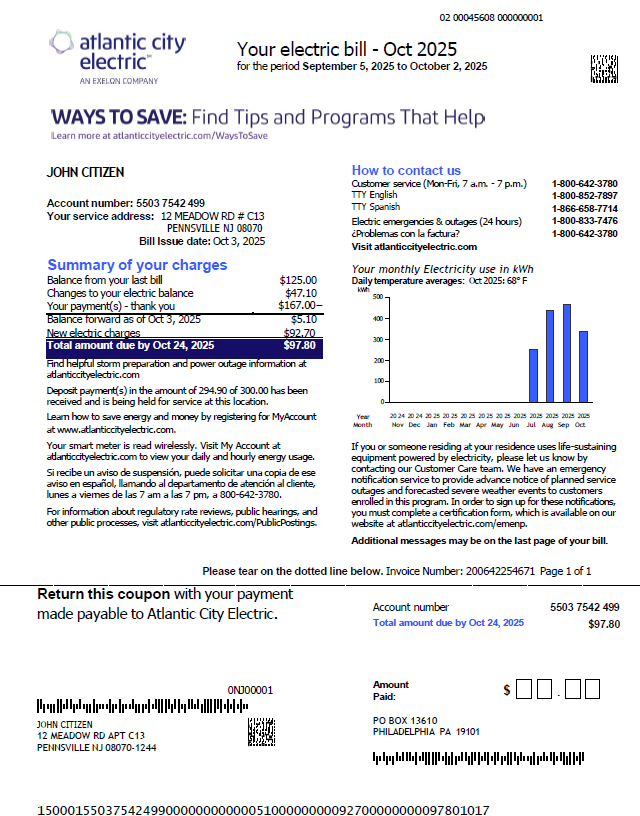 02 00045608 000000001
atlantic city
electric™
AN EXELON COMPANY
Your electric bill - Oct 2025
for the period September 5, 2025 to October 2, 2025
WAYS TO SAVE: Find Tips and Programs That Help
Learn more at atlanticcityelectric.com/WaysToSave
JOHN CITIZEN
Account number: 5503 7542 499
Your service address: 12 MEADOW RD # C13
PENNSVILLE NJ 08070
Bill Issue date: Oct 3, 2025
Summary of your charges
Balance from your last bill $125.00
Changes to your electric balance $47.10
Your payment(s) - thank you $167.00−
Balance forward as of Oct 3, 2025 $5.10
New electric charges $92.70
Total amount due by Oct 24, 2025 $97.80
Find helpful storm preparation and power outage information at
atlanticcityelectric.com
Deposit payment(s) in the amount of 294.90 of 300.00 has been
received and is being held for service at this location.
Learn how to save energy and money by registering for MyAccount
at www.atlanticcityelectric.com.
Your smart meter is read wirelessly. Visit My Account at
atlanticcityelectric.com to view your daily and hourly energy usage.
Si recibe un aviso de suspención, puede solicitar una copia de ese
aviso en español, llamando al departamento de atención al cliente,
lunes a viernes de las 7 am a las 7 pm, a 800-642-3780.
For information about regulatory rate reviews, public hearings, and
other public processes, visit atlanticcityelectric.com/PublicPostings.
How to contact us
Customer service (Mon-Fri, 7 a.m. - 7 p.m.) 1-800-642-3780
TTY English 1-800-852-7897
TTY Spanish 1-866-658-7714
Electric emergencies & outages (24 hours) 1-800-833-7476
¿Problemas con la factura? 1-800-642-3780
Visit atlanticcityelectric.com
Your monthly Electricity use in kWh
Daily temperature averages: Oct 2025: 68° F
kWh
500
400
300
200
100
0
Year 20 24 20 24 20 25 20 25 20 25 20 25 20 25 20 25 2025 2025 2025 2025
Month Nov Dec Jan Feb Mar Apr May Jun Jul Aug Sep Oct
If you or someone residing at your residence uses life-sustaining
equipment powered by electricity, please let us know by
contacting our Customer Care team. We have an emergency
notification service to provide advance notice of planned service
outages and forecasted severe weather events to customers
enrolled in this program. In order to sign up for these notifications,
you must complete a certification form, which is available on our
website at atlanticcityelectric.com/emenp.
Additional messages may be on the last page of your bill.
Please tear on the dotted line below. Invoice Number: 200642254671 Page 1 of 1
Return this coupon with your payment
made payable to Atlantic City Electric.
Account number 5503 7542 499
Total amount due by Oct 24, 2025 $97.80
0NJ00001
JOHN CITIZEN
12 MEADOW RD APT C13
PENNSVILLE NJ 08070-1244
Amount
Paid: $ .
PO BOX 13610
PHILADELPHIA PA 19101
150001550375424990000000000005100000000092700000000097801017